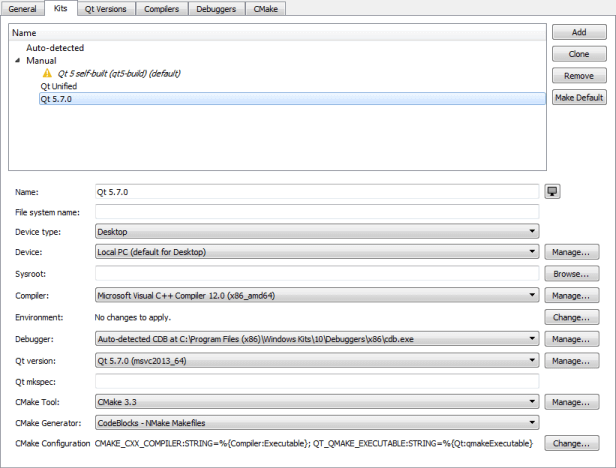 General Kits Qt Versions Compilers Debuggers CMake
Name
Auto-detected
Manual
Qt 5 self-built (qt5-build) (default)
Qt Unified
Qt 5.7.0
Add
Clone
Remove
Make Default
Name: Qt 5.7.0
File system name:
Device type: Desktop
Device: Local PC (default for Desktop) Manage...
Sysroot: Browse...
Compiler: Microsoft Visual C++ Compiler 12.0 (x86_amd64) Manage...
Environment: No changes to apply. Change...
Debugger: Auto-detected CDB at C:\Program Files (x86)\Windows Kits\10\Debuggers\x86\cdb.exe Manage...
Qt version: Qt 5.7.0 (msvc2013_64) Manage...
Qt mkspec:
CMake Tool: CMake 3.3 Manage...
CMake Generator: CodeBlocks - NMake Makefiles
CMake Configuration CMAKE_CXX_COMPILER:STRING=%{Compiler:Executable}; QT_QMAKE_EXECUTABLE:STRING=%{Qt:qmakeExecutable} Change...